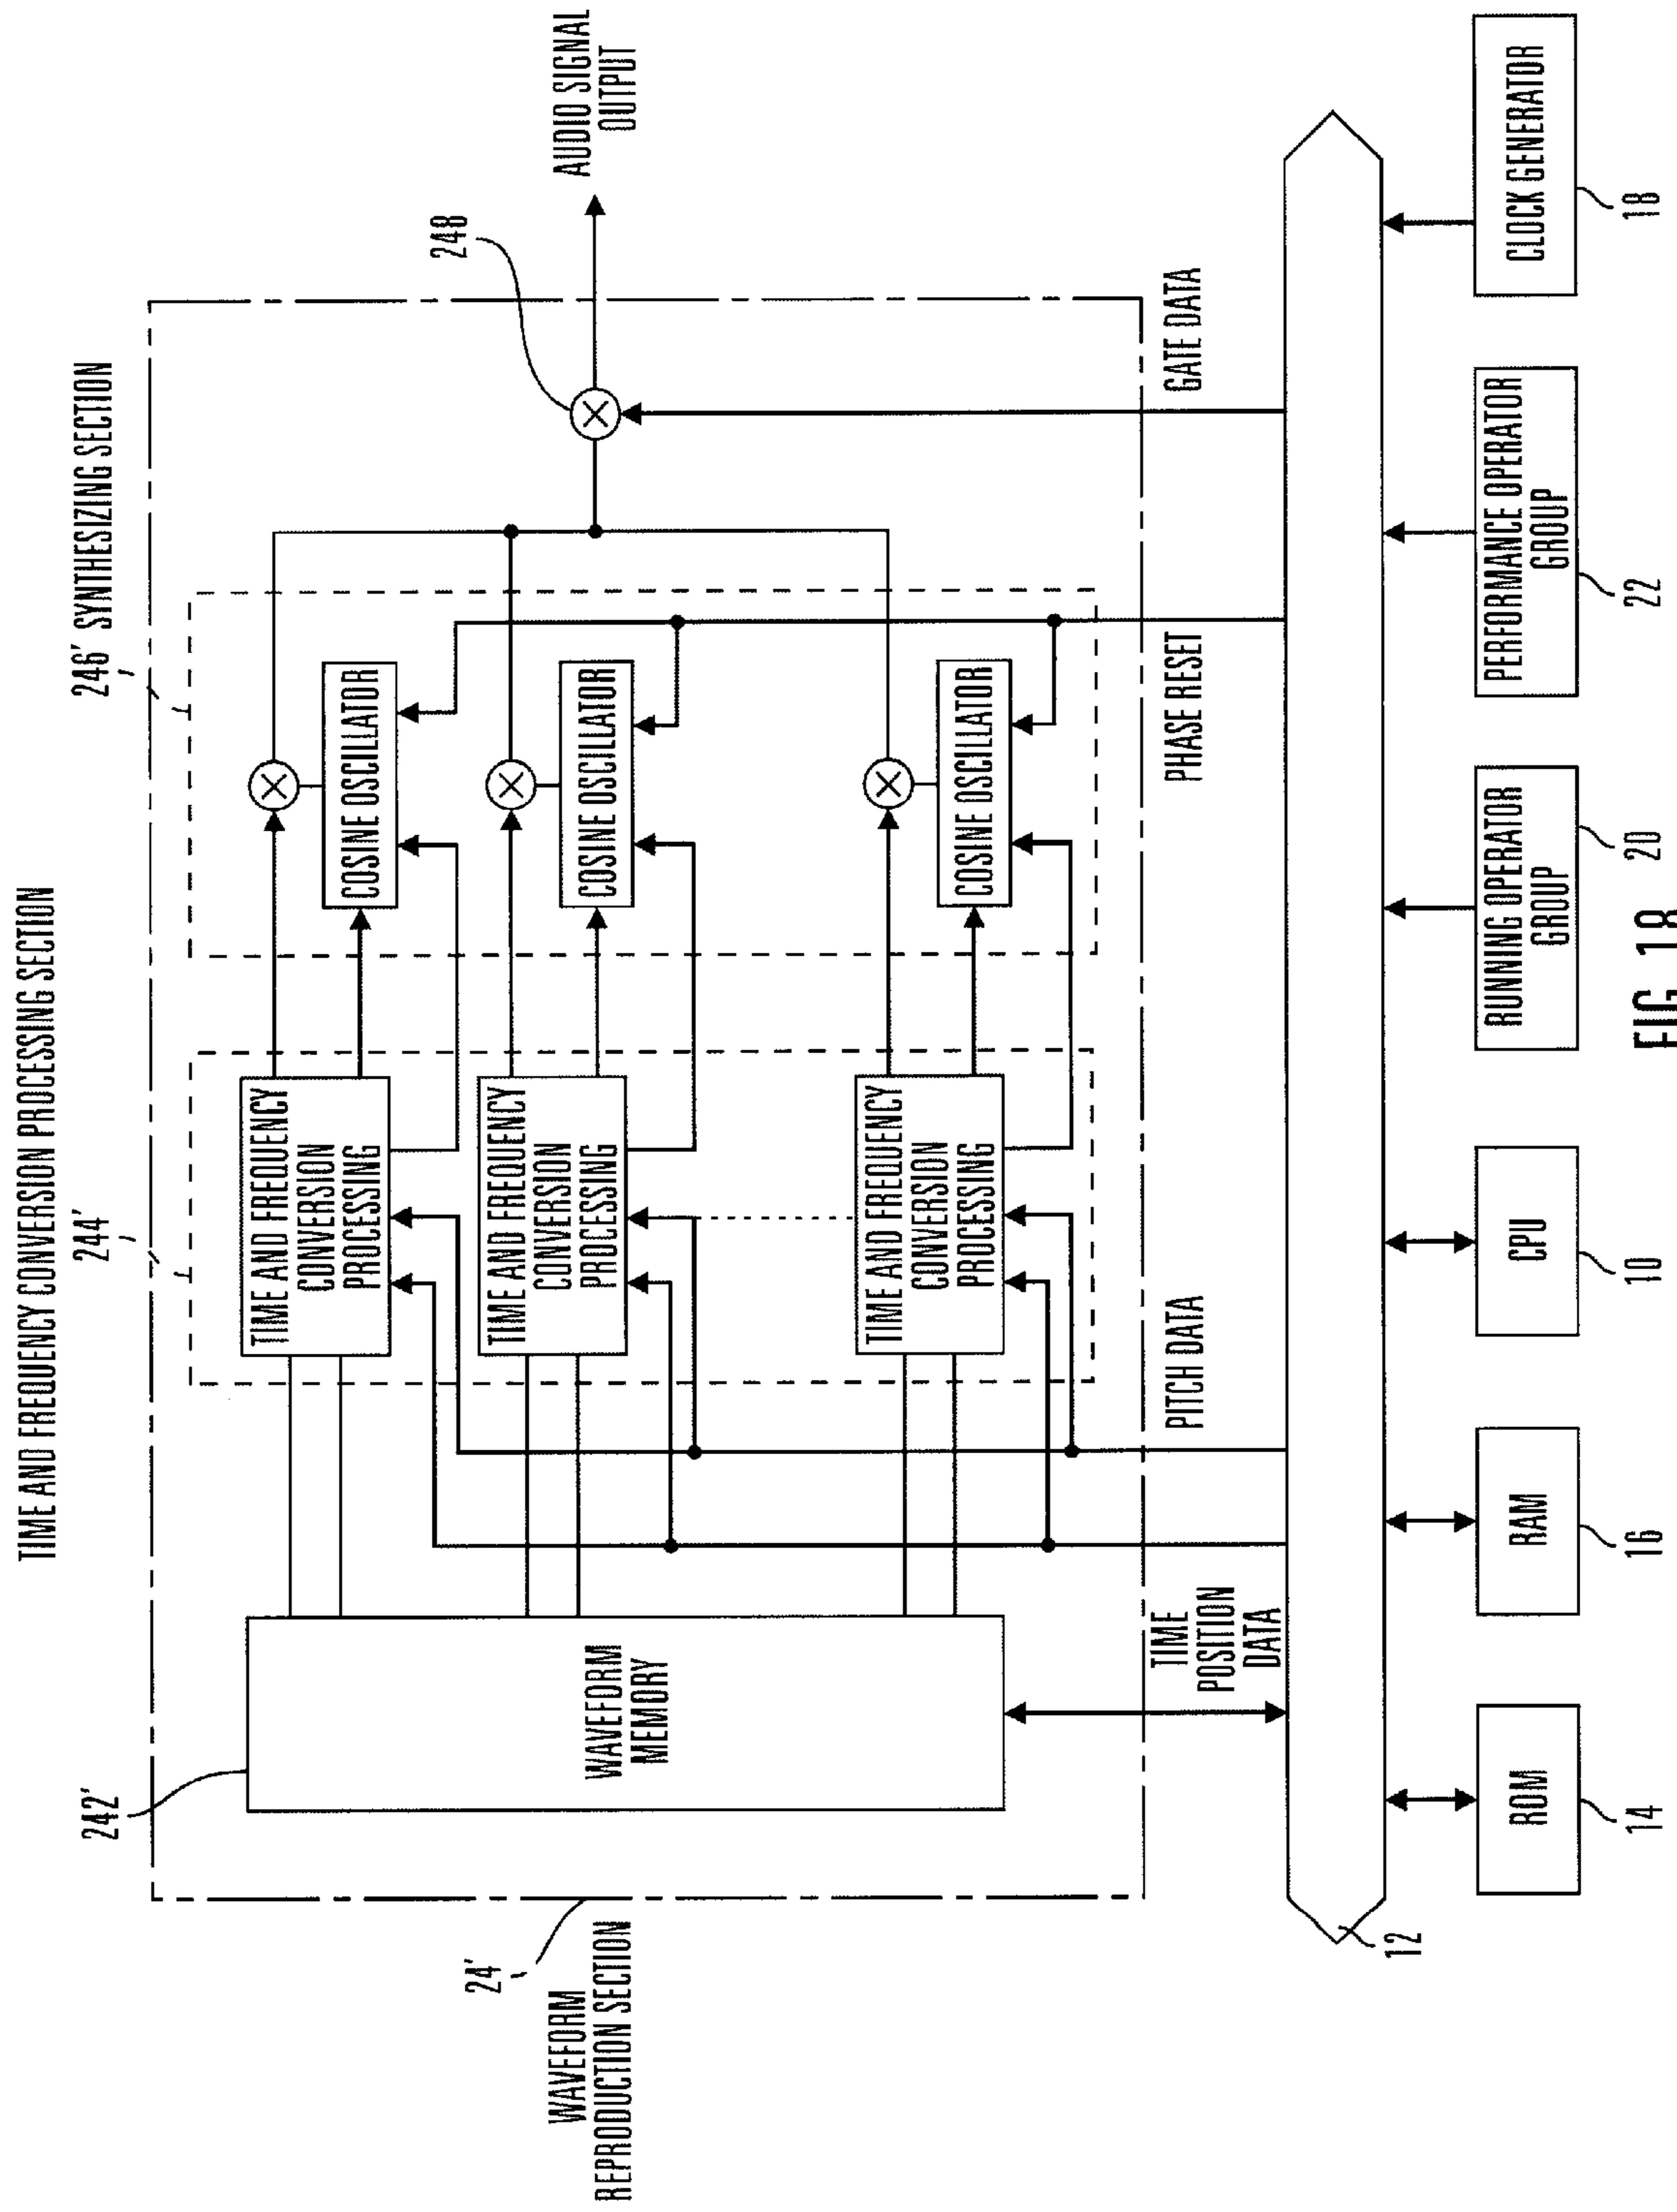 TIME AND FREQUENCY CONVERSION PROCESSING SECTION
244'
246' SYNTHESIZING SECTION
242'
248
24'
WAVEFORM
REPRODUCTION SECTION
WAVEFORM
MEMORY
TIME AND FREQUENCY
CONVERSION
PROCESSING
COSINE OSCILLATOR
TIME AND FREQUENCY
CONVERSION
PROCESSING
COSINE OSCILLATOR
TIME AND FREQUENCY
CONVERSION
PROCESSING
COSINE OSCILLATOR
AUDIO SIGNAL
OUTPUT
TIME
POSITION
DATA
PITCH DATA
PHASE RESET
GATE DATA
12
ROM
14
RAM
16
CPU
10
RUNNING OPERATOR
GROUP
20
PERFORMANCE OPERATOR
GROUP
22
CLOCK GENERATOR
18
FIG. 18